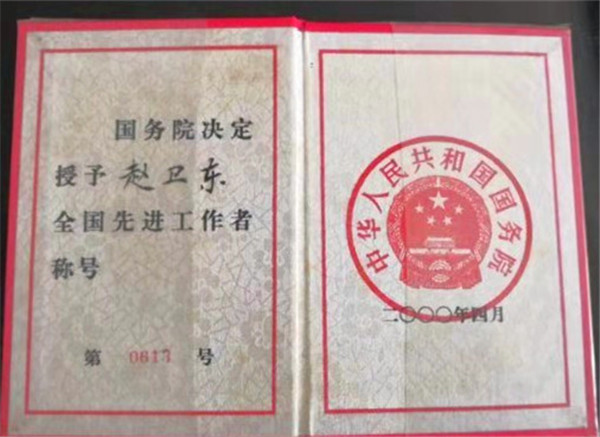 国务院决定
授予赵卫东
全国先进工作者
称号
第 0613 号
中华人民共和国国务院
二〇〇〇年四月